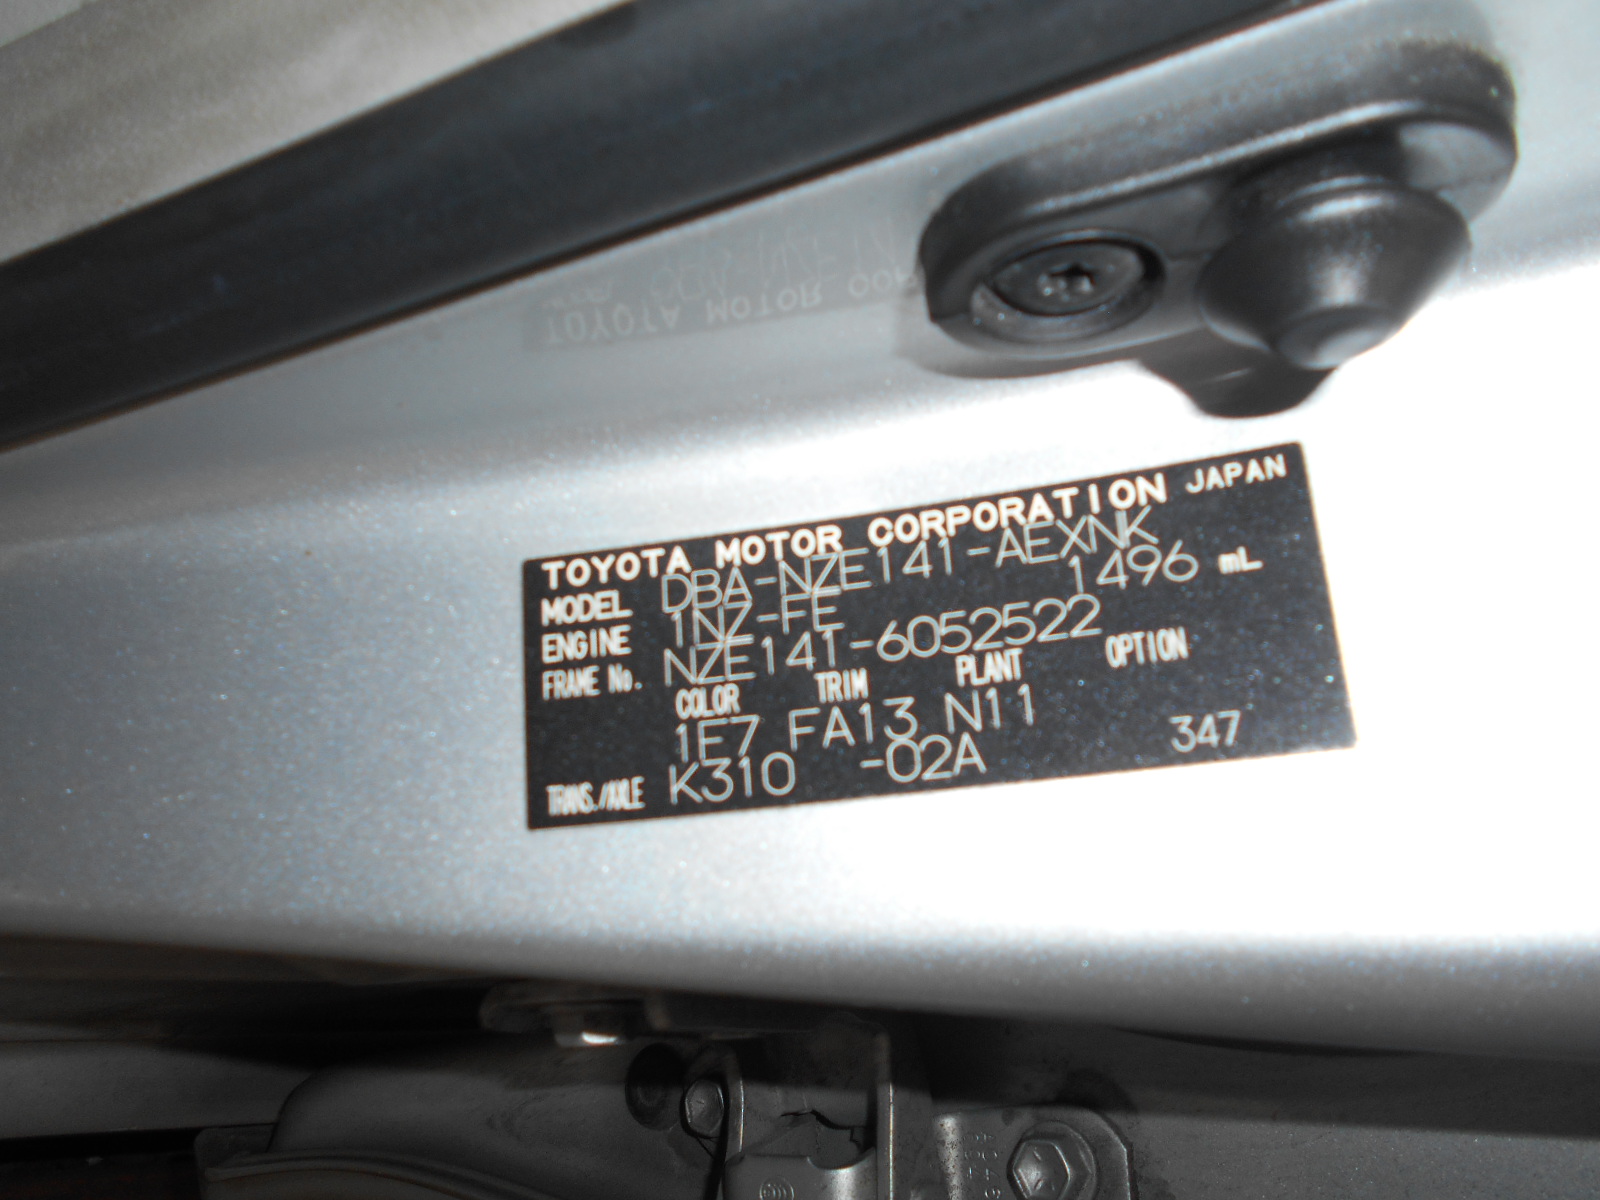 TOYOTA MOTOR CORPORATION JAPAN
MODEL DBA-NZE141-AEXNK
ENGINE 1NZ-FE 1496 mL
FRAME No. NZE141-6052522
COLOR TRIM PLANT OPTION
1E7 FA13 N11
TRANS./AXLE K310 -02A 347